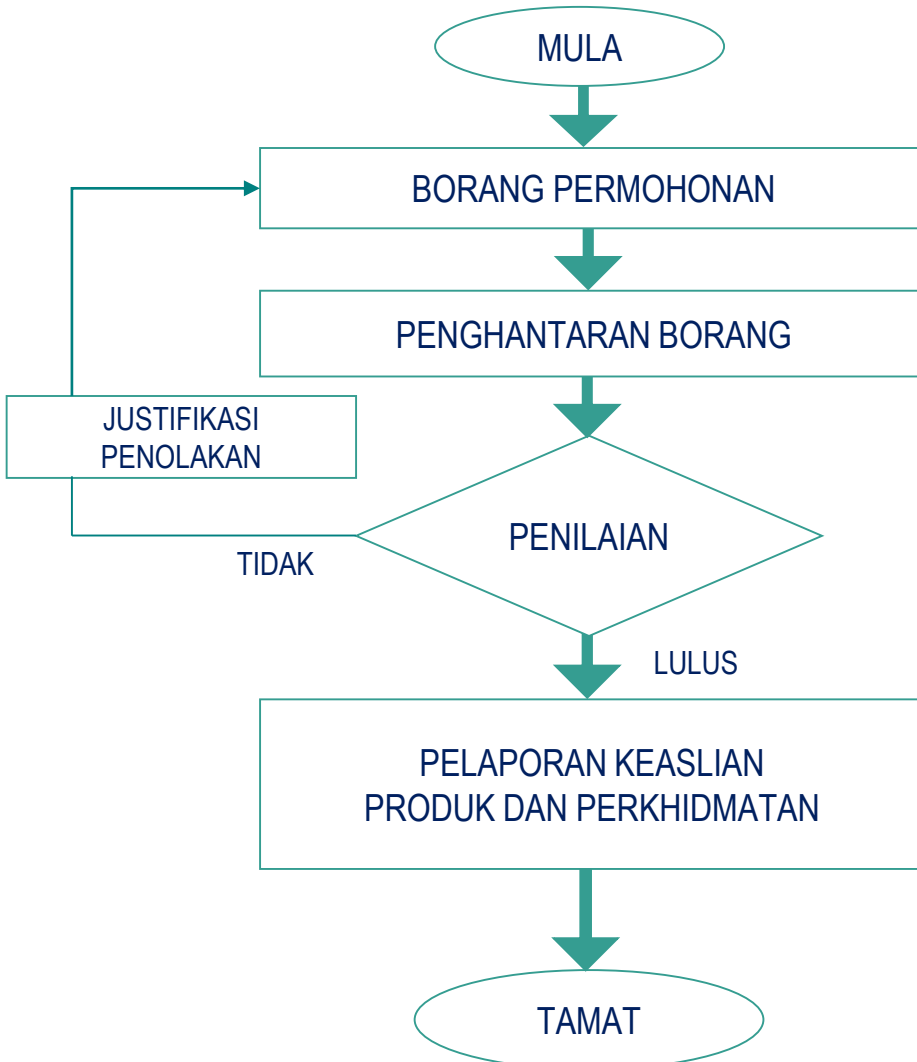 MULA
BORANG PERMOHONAN
PENGHANTARAN BORANG
JUSTIFIKASI
PENOLAKAN
PENILAIAN
TIDAK
LULUS
PELAPORAN KEASLIAN
PRODUK DAN PERKHIDMATAN
TAMAT